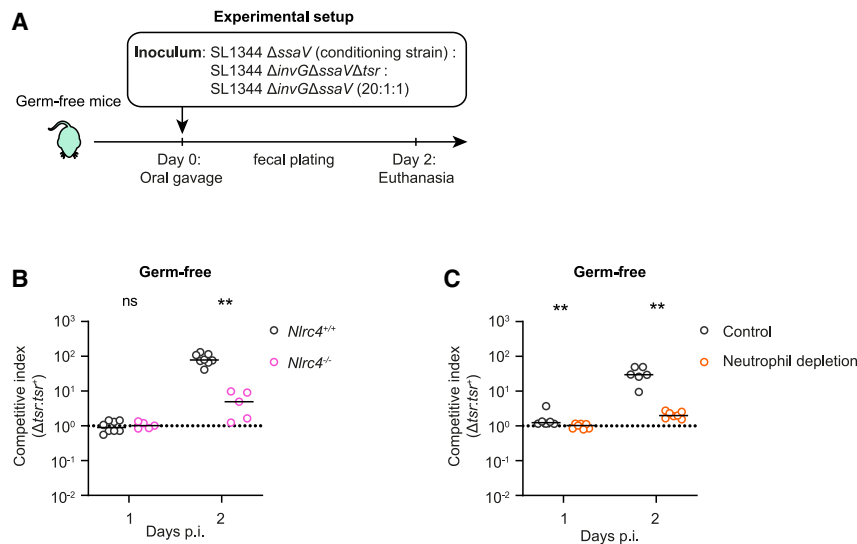 A
Experimental setup
Inoculum: SL1344 ΔssaV (conditioning strain) :
SL1344 ΔinvGΔssaVΔtsr :
SL1344 ΔinvGΔssaV (20:1:1)
Germ-free mice
Day 0:
Oral gavage
fecal plating
Day 2:
Euthanasia
B
Germ-free
ns
**
Nlrc4+/+
Nlrc4-/-
Competitive index
(Δtsr:tsr+)
10³
10²
10¹
10⁰
10⁻¹
10⁻²
1
2
Days p.i.
C
Germ-free
**
**
Control
Neutrophil depletion
Competitive index
(Δtsr:tsr+)
10³
10²
10¹
10⁰
10⁻¹
10⁻²
1
2
Days p.i.